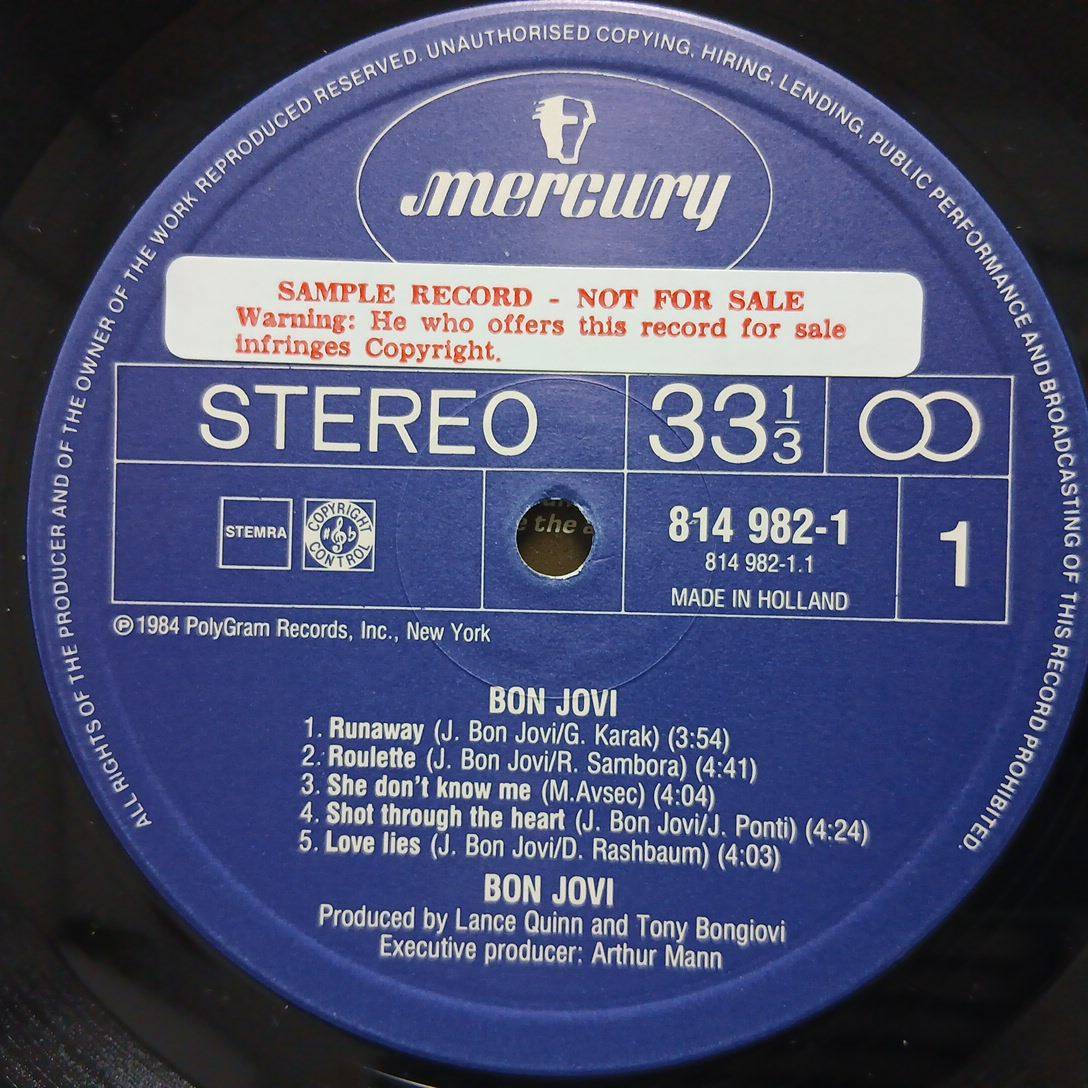 ALL RIGHTS OF THE PRODUCER AND OF THE OWNER OF THE WORK REPRODUCED RESERVED. UNAUTHORISED COPYING, HIRING, LENDING, PUBLIC PERFORMANCE AND BROADCASTING OF THIS RECORD PROHIBITED.
mercury
SAMPLE RECORD - NOT FOR SALE
Warning: He who offers this record for sale
infringes Copyright.
STEREO
33 1/3
STEMRA
COPYRIGHT CONTROL
the
814 982-1
814 982-1.1
MADE IN HOLLAND
1
℗ 1984 PolyGram Records, Inc., New York
BON JOVI
1. Runaway (J. Bon Jovi/G. Karak) (3:54)
2. Roulette (J. Bon Jovi/R. Sambora) (4:41)
3. She don't know me (M.Avsec) (4:04)
4. Shot through the heart (J. Bon Jovi/J. Ponti) (4:24)
5. Love lies (J. Bon Jovi/D. Rashbaum) (4:03)
BON JOVI
Produced by Lance Quinn and Tony Bongiovi
Executive producer: Arthur Mann